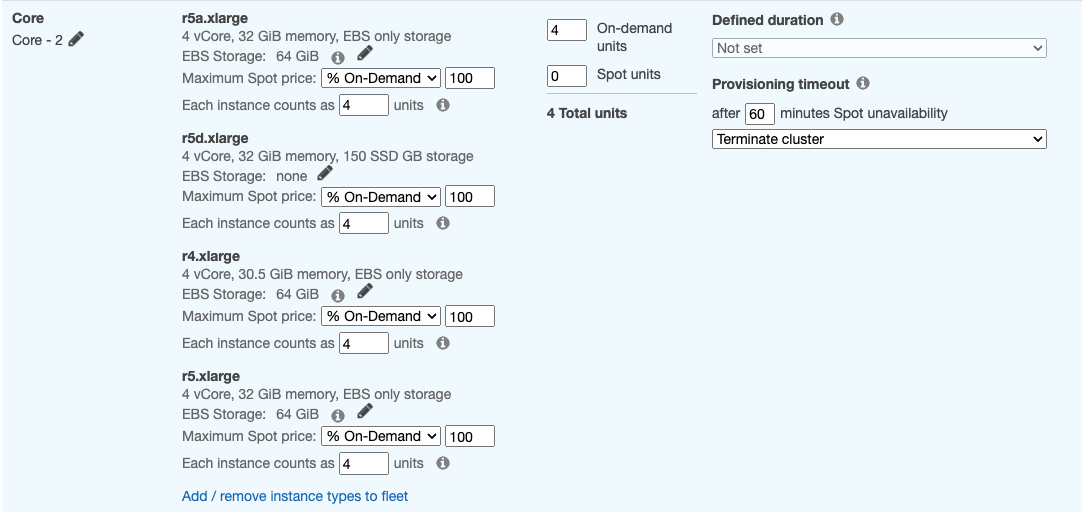 Core
Core - 2
r5a.xlarge
4 vCore, 32 GiB memory, EBS only storage
EBS Storage: 64 GiB
Maximum Spot price: % On-Demand 100
Each instance counts as 4 units
r5d.xlarge
4 vCore, 32 GiB memory, 150 SSD GB storage
EBS Storage: none
Maximum Spot price: % On-Demand 100
Each instance counts as 4 units
r4.xlarge
4 vCore, 30.5 GiB memory, EBS only storage
EBS Storage: 64 GiB
Maximum Spot price: % On-Demand 100
Each instance counts as 4 units
r5.xlarge
4 vCore, 32 GiB memory, EBS only storage
EBS Storage: 64 GiB
Maximum Spot price: % On-Demand 100
Each instance counts as 4 units
Add / remove instance types to fleet
4 On-demand
units
0 Spot units
4 Total units
Defined duration
Not set
Provisioning timeout
after 60 minutes Spot unavailability
Terminate cluster